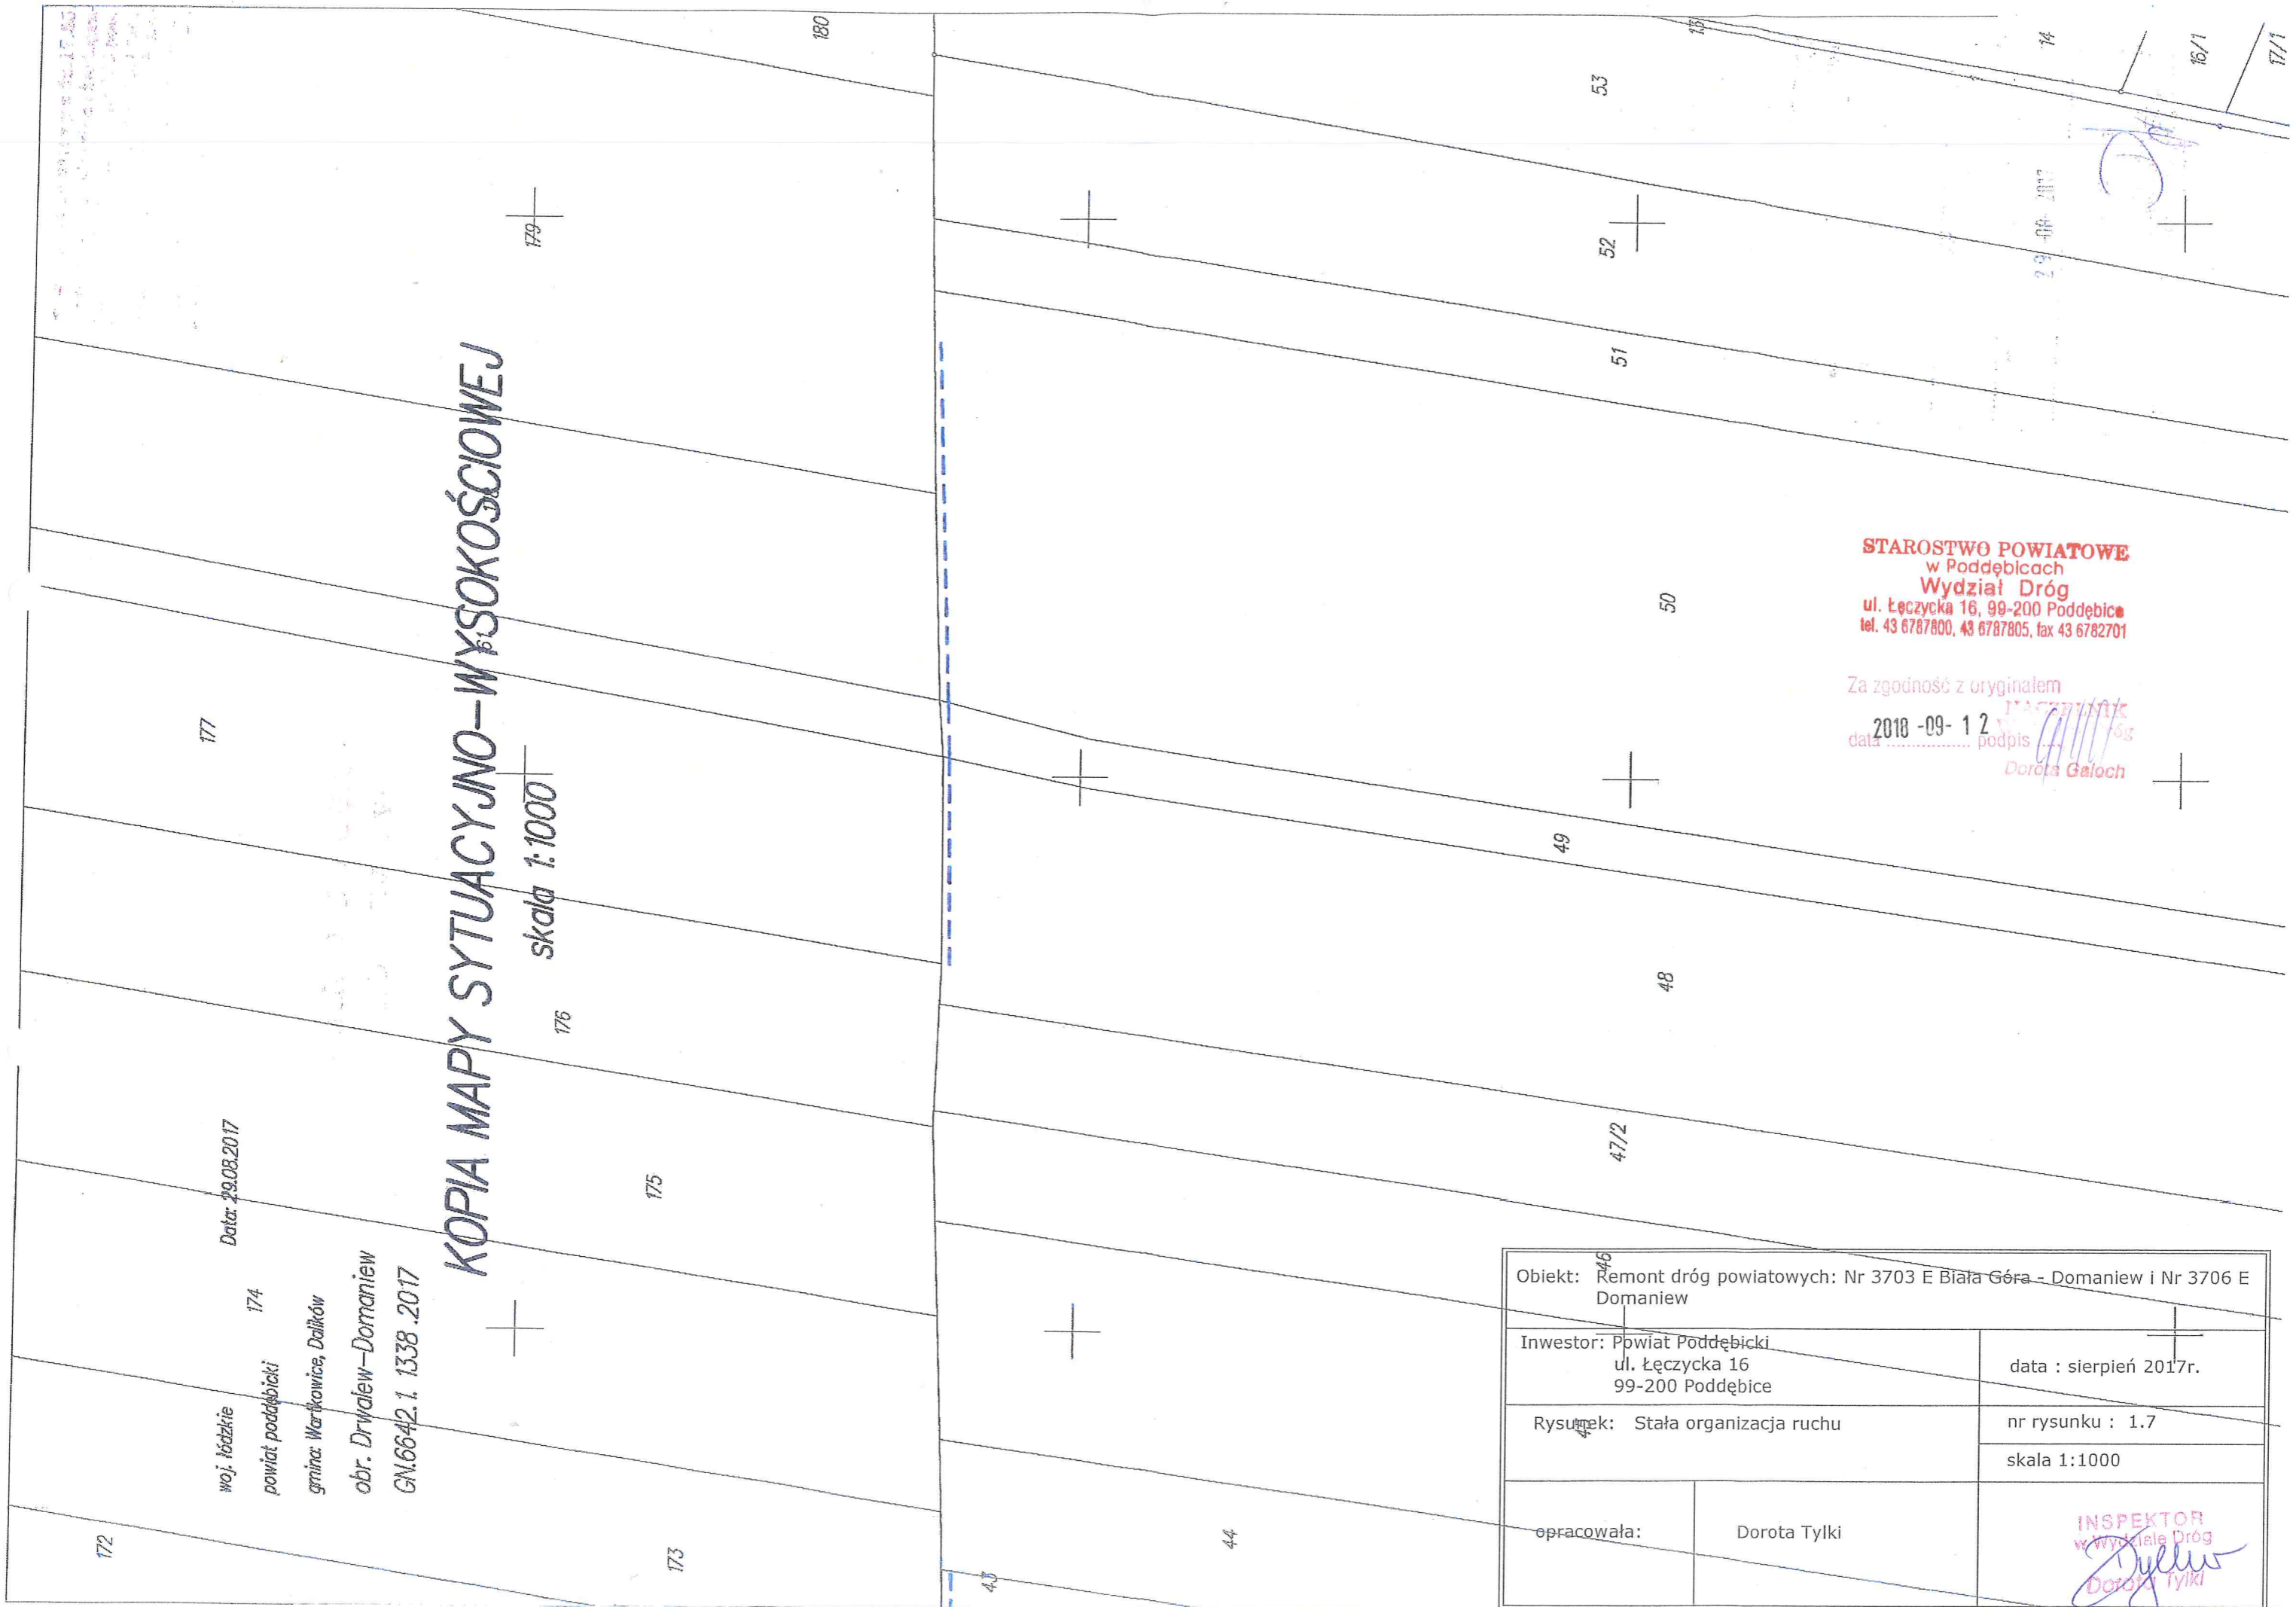 180
13
14
16/1
17/1
53
179
52
51
50
177
178
161
49
48
176
175
47/2
174
46
45
172
173
44
43
KOPIA MAPY SYTUACYJNO-WYSOKOŚCIOWEJ
skala 1:1000
woj. łódzkie
Data: 29.08.2017
powiat poddębicki
gmina: Wartkowice, Dalików
obr. Drwalew-Domaniew
GN.6642.1. 1338 .2017
STAROSTWO POWIATOWE
w Poddębicach
Wydział Dróg
ul. Łęczycka 16, 99-200 Poddębice
tel. 43 6787800, 43 6787805, fax 43 6782701
Za zgodność z oryginałem
NACZELNIK
data 2018 -09- 1 2 podpis
Dorota Galoch
Obiekt: Remont dróg powiatowych: Nr 3703 E Biała Góra - Domaniew i Nr 3706 E
Domaniew
Inwestor: Powiat Poddębicki
ul. Łęczycka 16
99-200 Poddębice
data : sierpień 2017r.
Rysunek: Stała organizacja ruchu
nr rysunku : 1.7
skala 1:1000
opracowała:
Dorota Tylki
INSPEKTOR
w Wydziale Dróg
Dorota Tylki